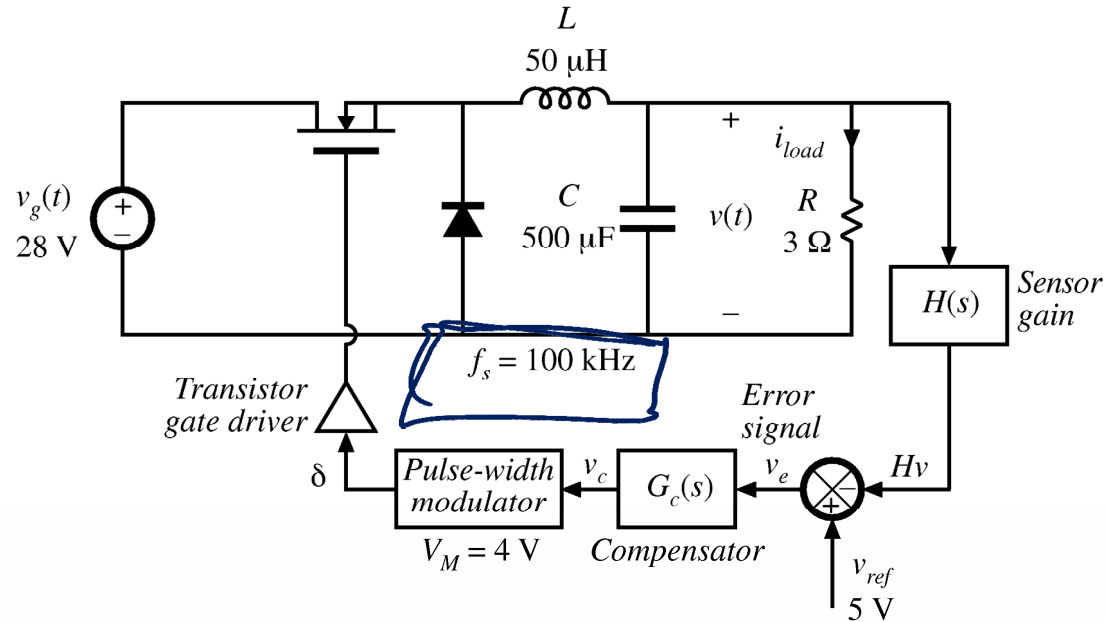 L
50 μH
v_g(t)
28 V
+
–
C
500 μF
+
v(t)
–
i_load
R
3 Ω
H(s)
Sensor
gain
f_s = 100 kHz
Transistor
gate driver
δ
Pulse-width
modulator
V_M = 4 V
v_c
G_c(s)
Compensator
Error
signal
v_e
–
+
Hv
v_ref
5 V